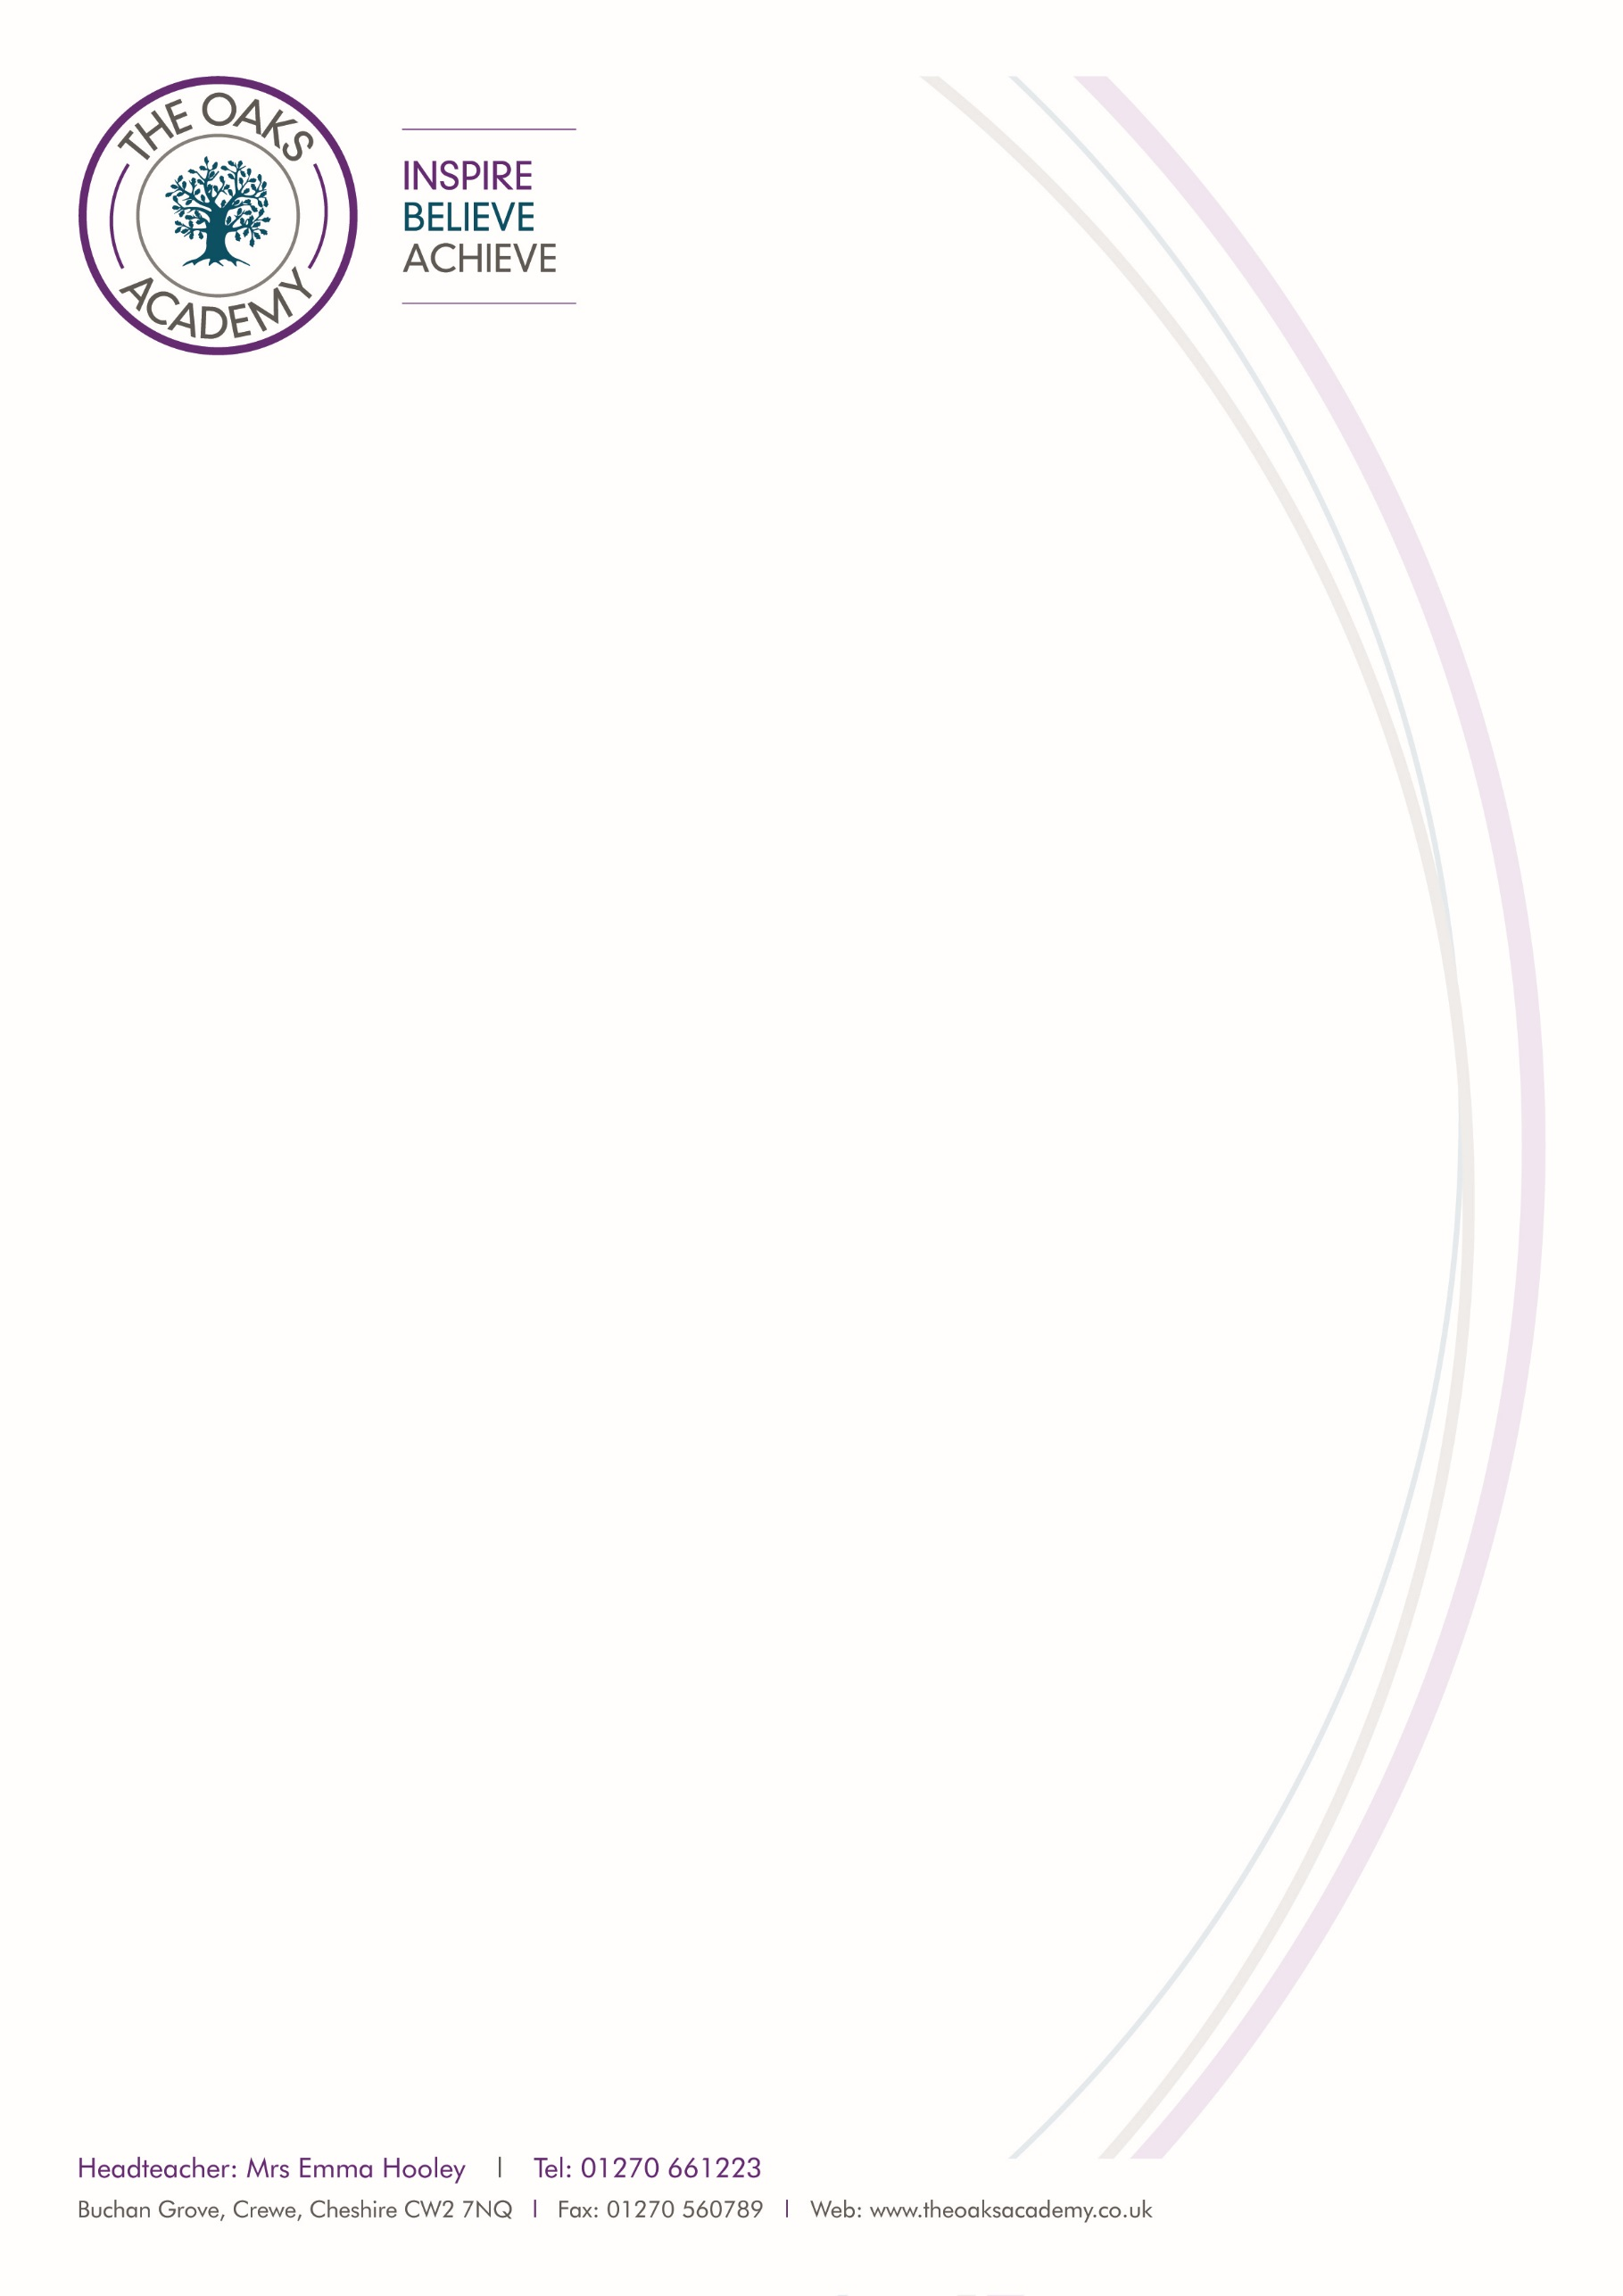 THE OAKS
ACADEMY
INSPIRE
BELIEVE
ACHIEVE
Headteacher: Mrs Emma Hooley | Tel: 01270 661223
Buchan Grove, Crewe, Cheshire CW2 7NQ | Fax: 01270 560789 | Web: www.theoaksacademy.co.uk